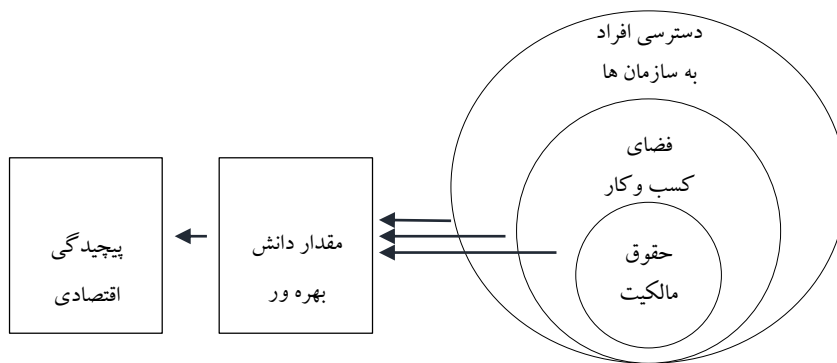 دسترسی افراد
به سازمان ها
فضای
کسب و کار
حقوق
مالکیت
مقدار دانش
بهره ور
پیچیدگی
اقتصادی